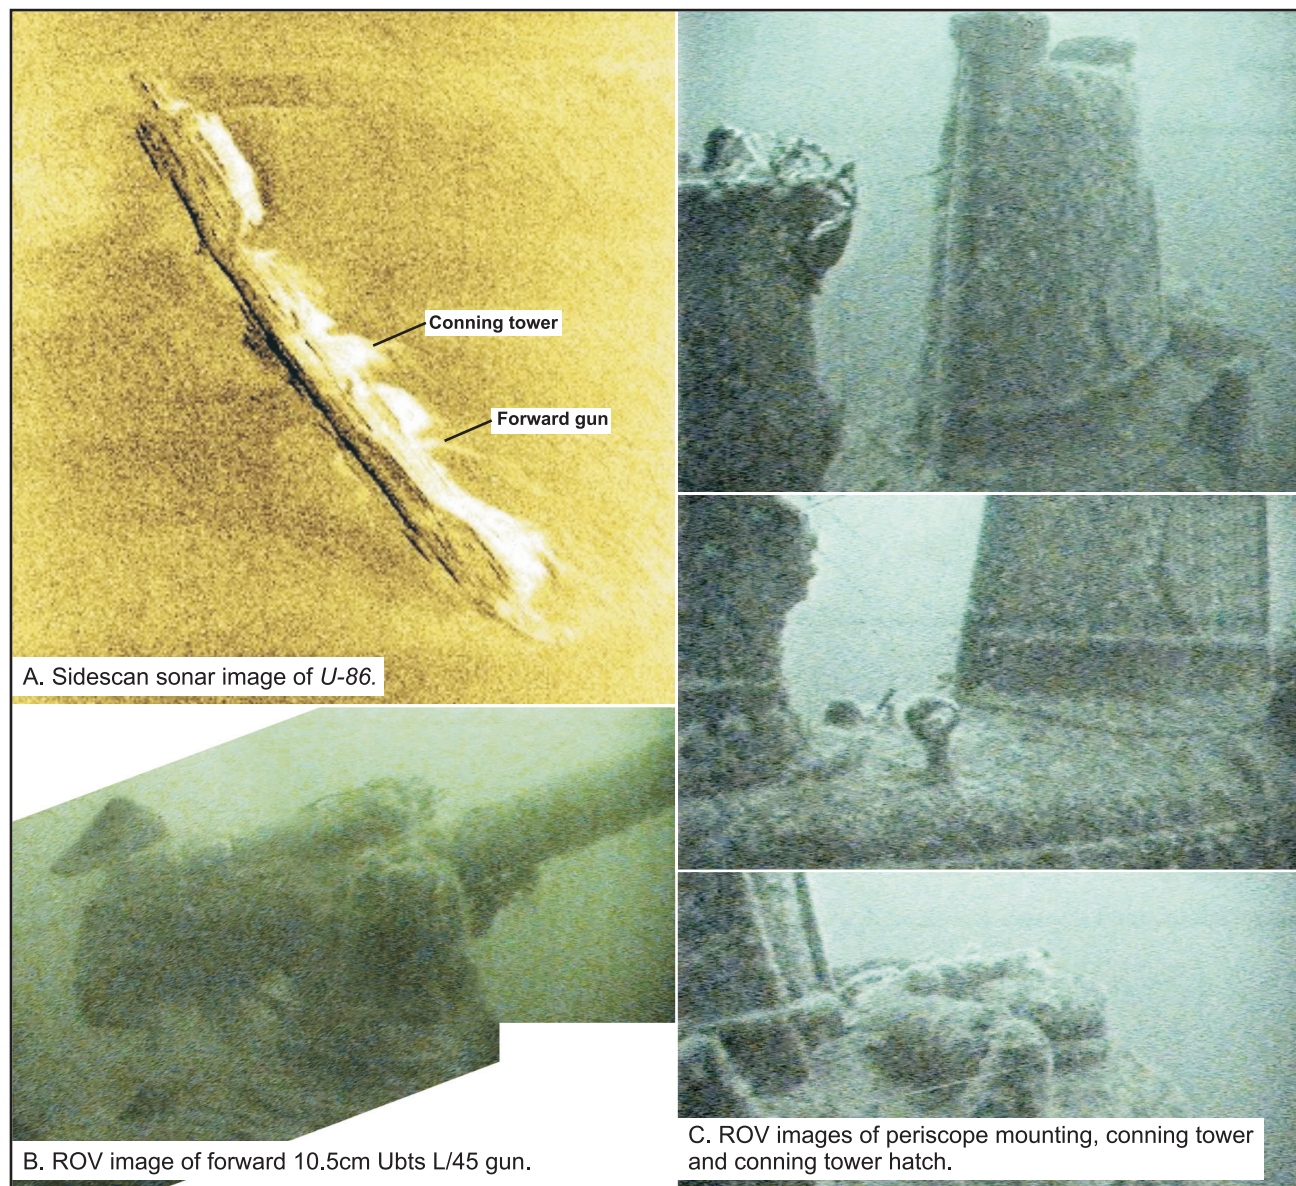 Conning tower
Forward gun
A. Sidescan sonar image of U-86.
B. ROV image of forward 10.5cm Ubts L/45 gun.
C. ROV images of periscope mounting, conning tower
and conning tower hatch.